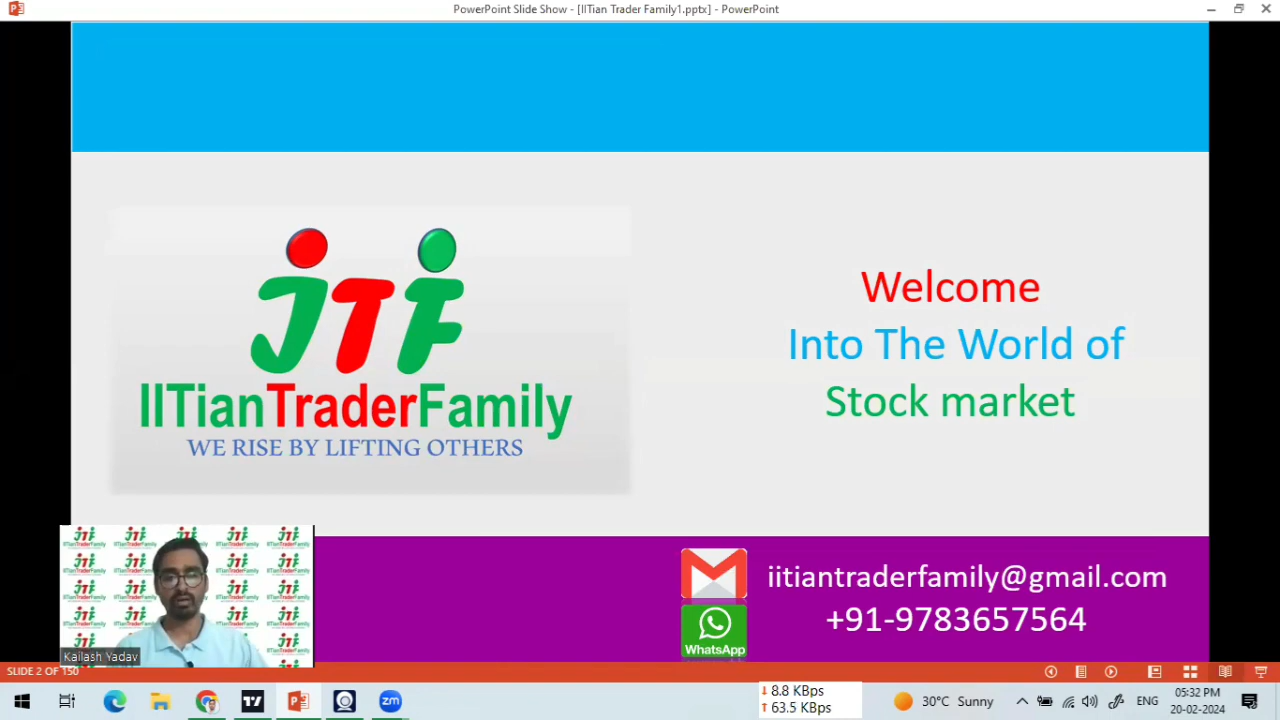 PowerPoint Slide Show - [IITian Trader Family1.pptx] - PowerPoint
JTF
IITianTraderFamily
WE RISE BY LIFTING OTHERS
Welcome
Into The World of
Stock market
iitiantraderfamily@gmail.com
+91-9783657564
WhatsApp
Kailash Yadav
SLIDE 2 OF 150
8.8 KBps
63.5 KBps
30°C Sunny
ENG
05:32 PM
20-02-2024
zm